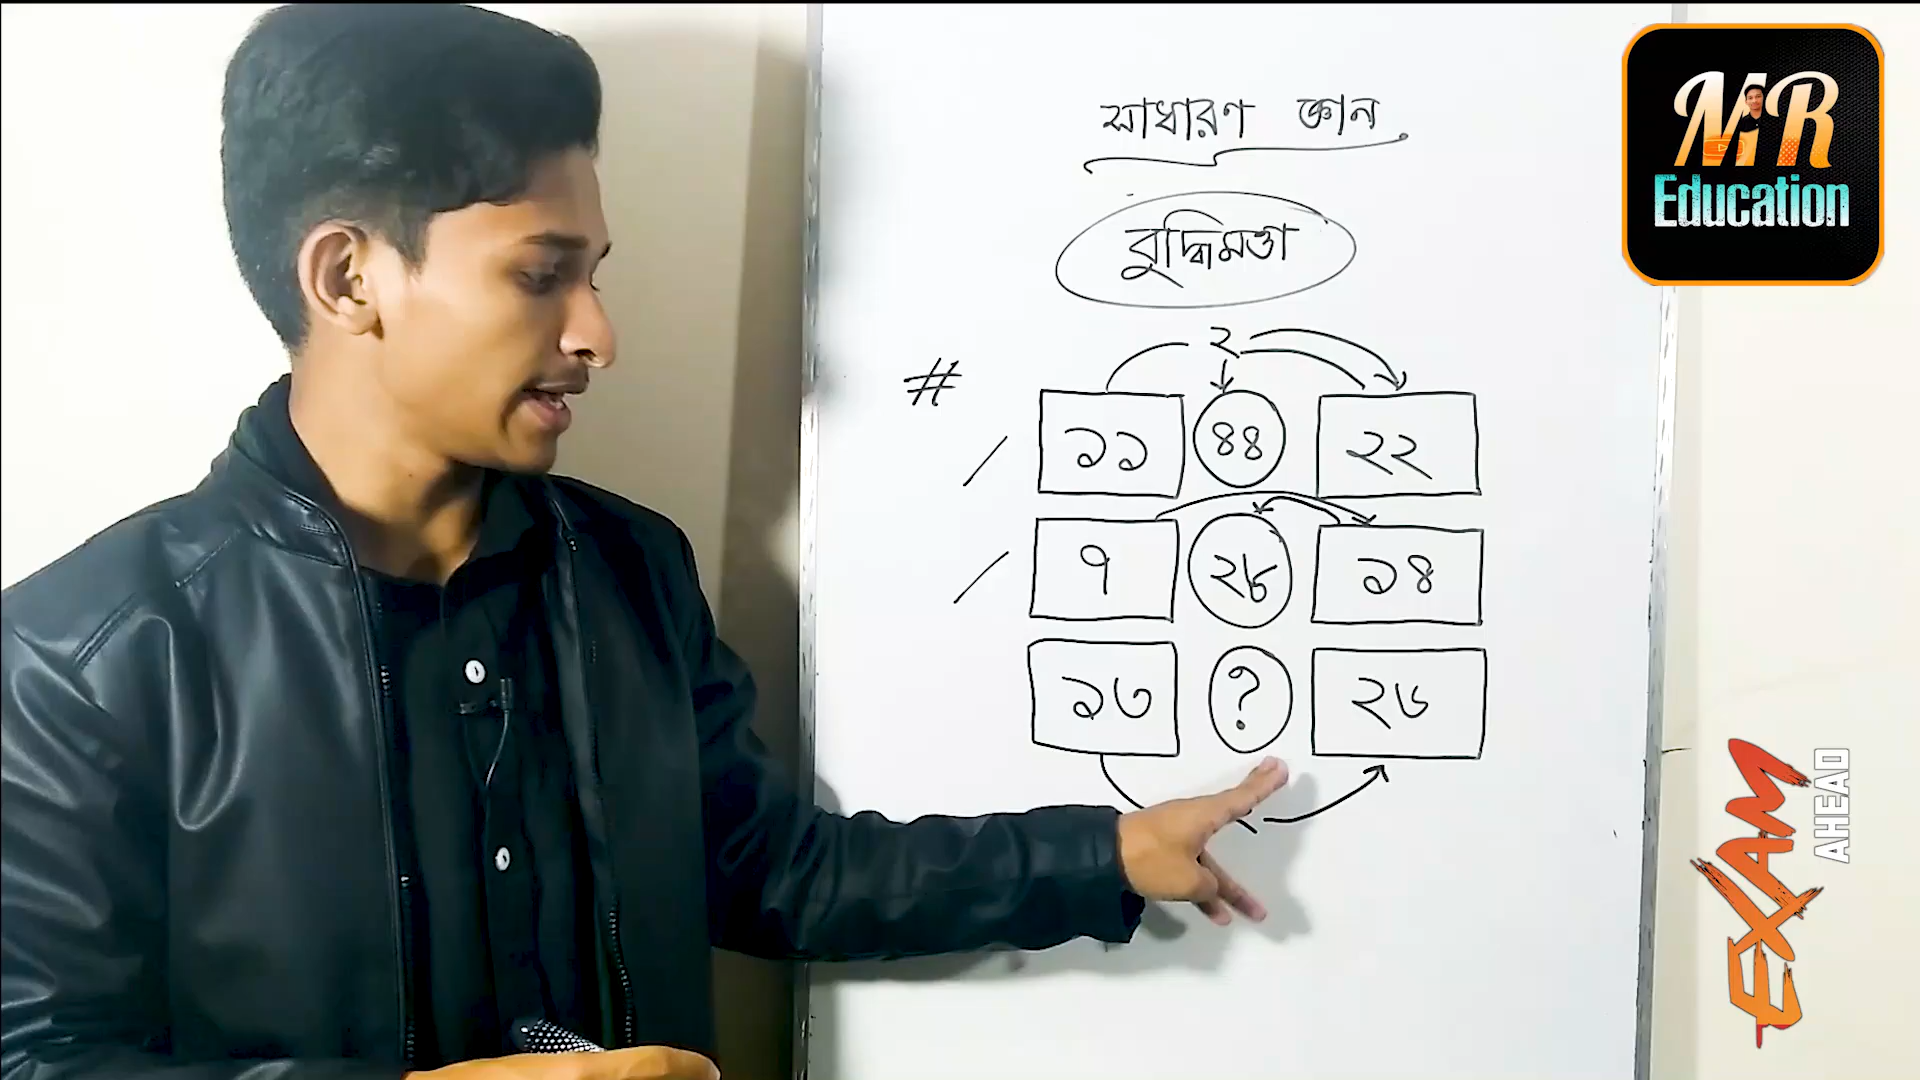 সাধারণ জ্ঞান
বুদ্ধিমত্তা
২
#
১১ ৪৪ ২২
৭ ২৮ ১৪
১৩ ? ২৬
MR
Education
EXAM
AHEAD